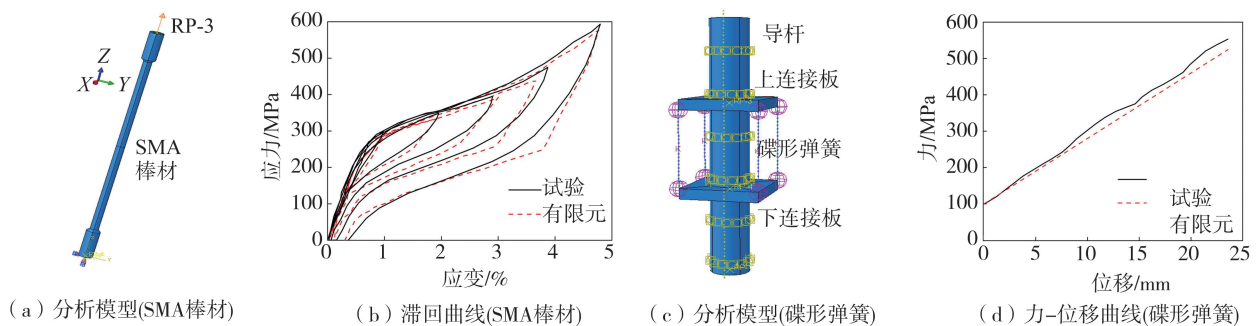 RP-3
Z
X
Y
SMA
棒材
(a) 分析模型(SMA棒材)
应力/MPa
600
500
400
300
200
100
0
0
1
2
3
4
5
试验
有限元
应变/%
(b) 滞回曲线(SMA棒材)
导杆
上连接板
碟形弹簧
下连接板
(c) 分析模型(碟形弹簧)
力/MPa
600
500
400
300
200
100
0
0
5
10
15
20
25
试验
有限元
位移/mm
(d) 力-位移曲线(碟形弹簧)